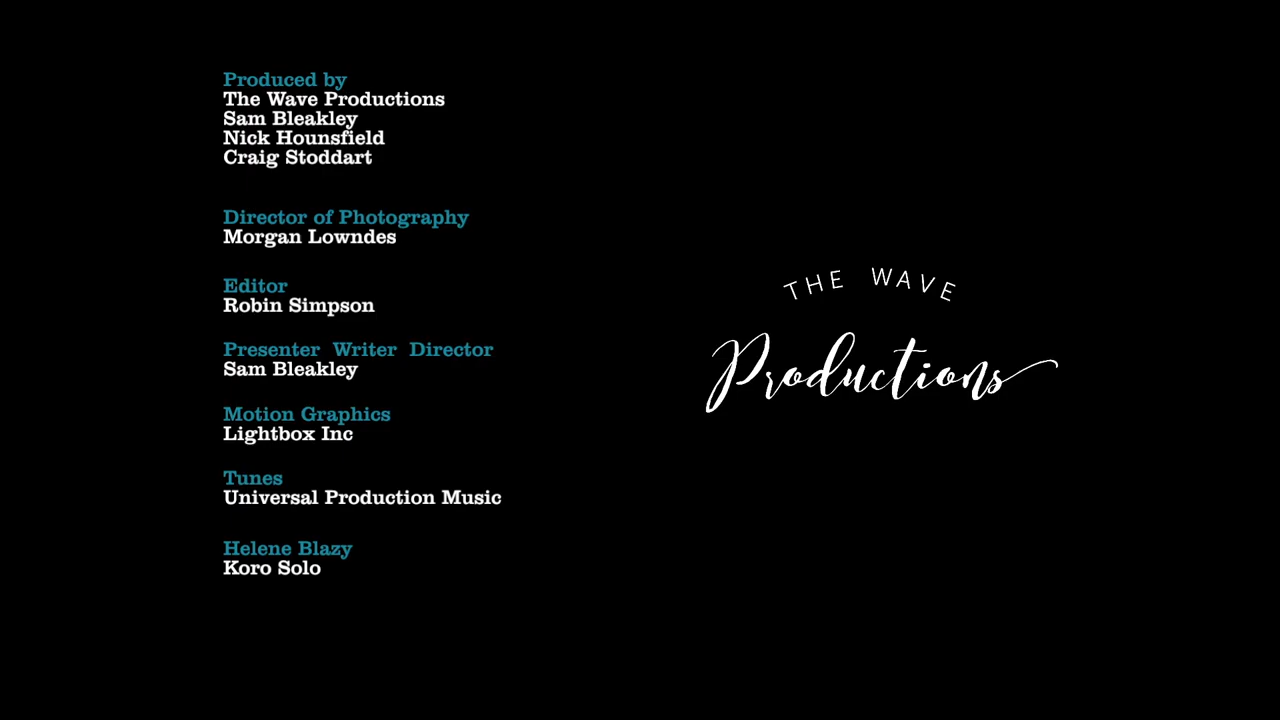 Produced by
The Wave Productions
Sam Bleakley
Nick Hounsfield
Craig Stoddart
Director of Photography
Morgan Lowndes
Editor
Robin Simpson
Presenter  Writer  Director
Sam Bleakley
Motion Graphics
Lightbox Inc
Tunes
Universal Production Music
Helene Blazy
Koro Solo
THE WAVE
Productions